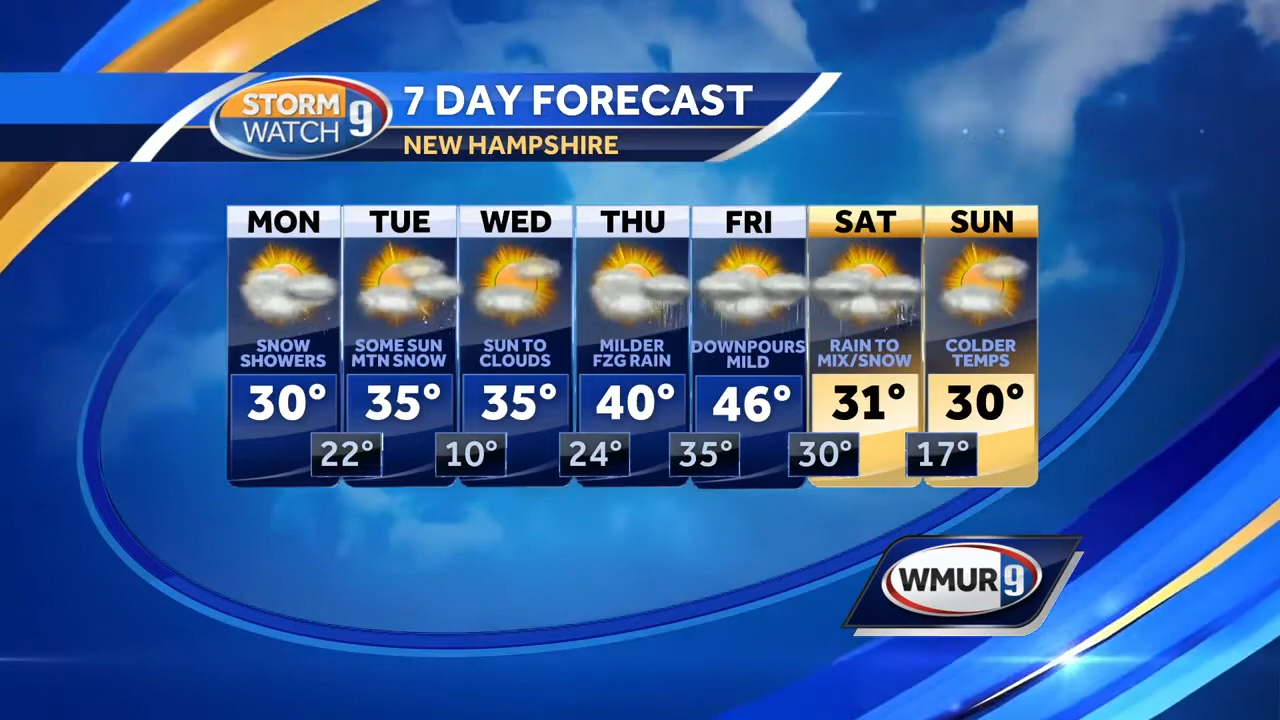 STORM
WATCH 9
7 DAY FORECAST
NEW HAMPSHIRE
MON TUE WED THU FRI SAT SUN
SNOW SHOWERS
SOME SUN MTN SNOW
SUN TO CLOUDS
MILDER FZG RAIN
DOWNPOURS MILD
RAIN TO MIX/SNOW
COLDER TEMPS
30° 35° 35° 40° 46° 31° 30°
22° 10° 24° 35° 30° 17°
WMUR 9